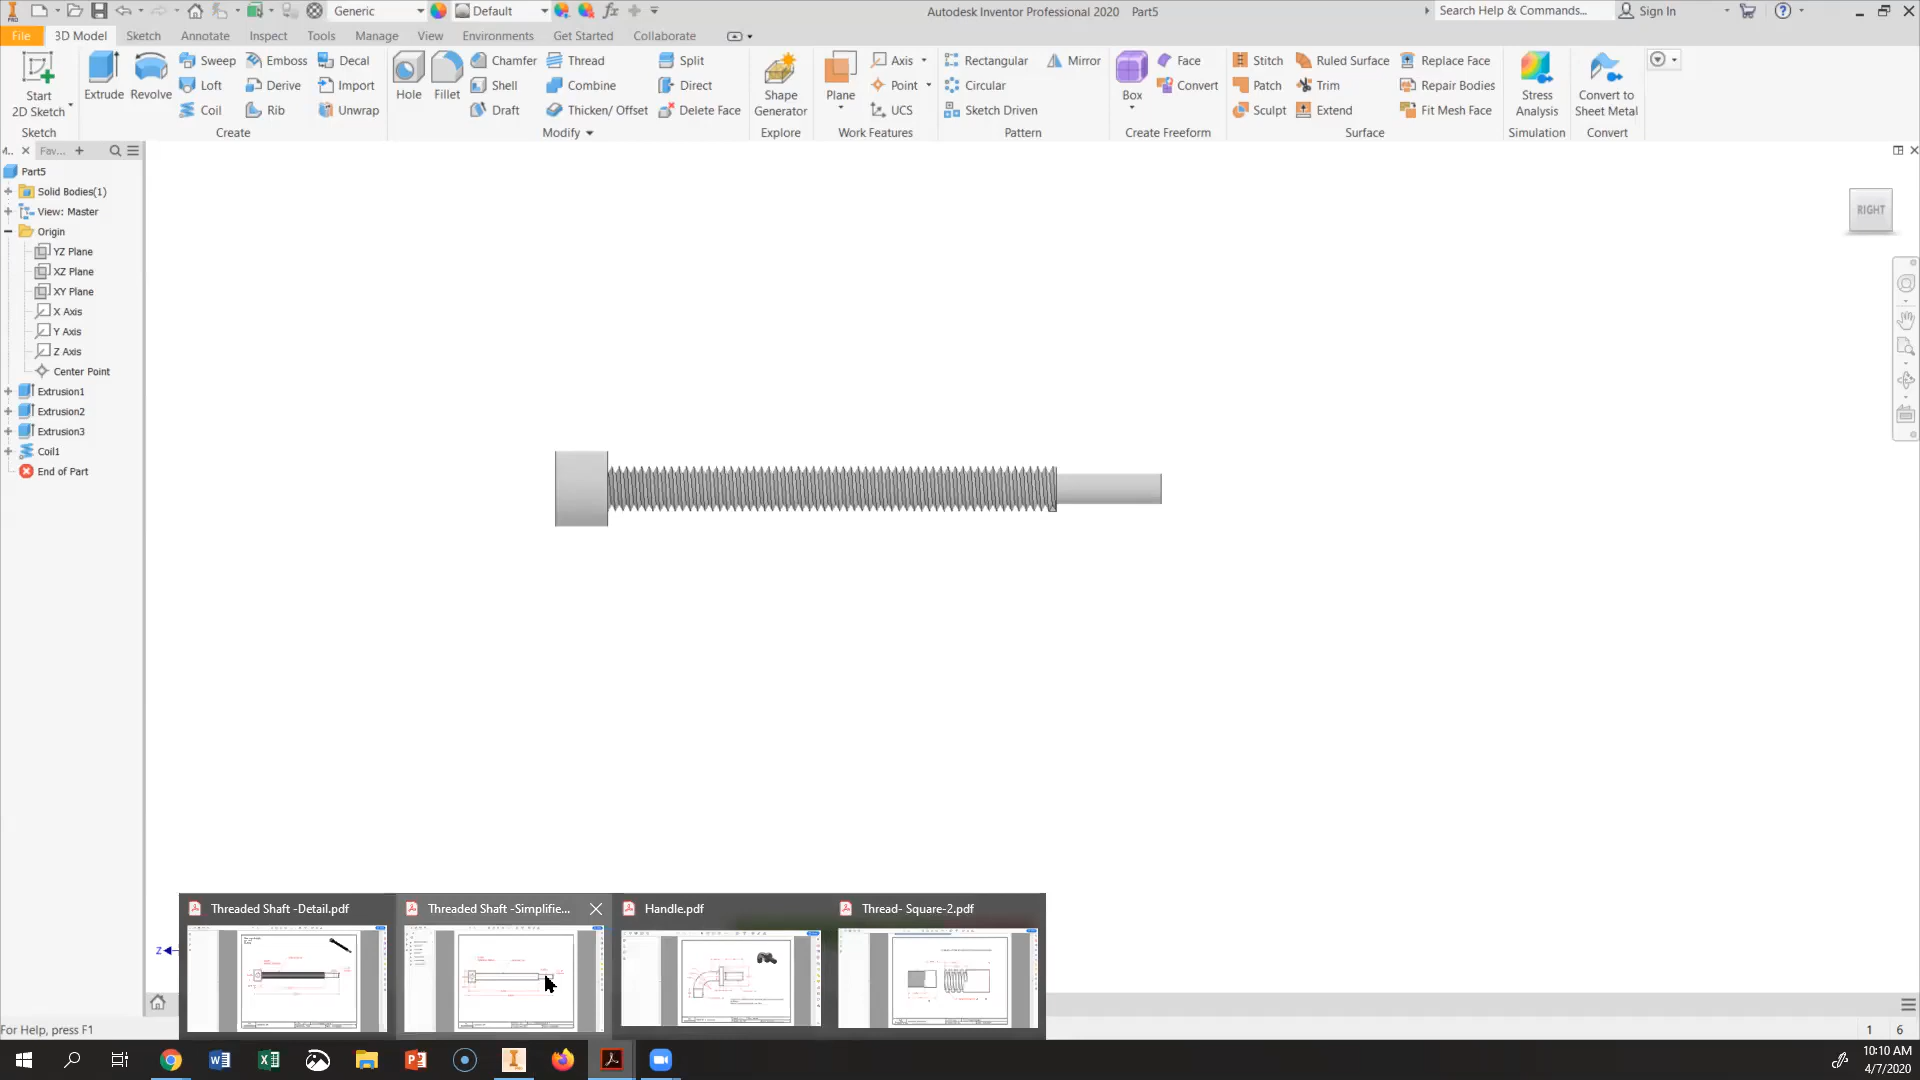 Generic
Default
fx
Autodesk Inventor Professional 2020 Part5
Search Help & Commands...
Sign In
PRO
File
3D Model
Sketch
Annotate
Inspect
Tools
Manage
View
Environments
Get Started
Collaborate
Start
2D Sketch
Sketch
Extrude
Revolve
Sweep
Loft
Coil
Emboss
Derive
Rib
Decal
Import
Unwrap
Create
Hole
Fillet
Chamfer
Shell
Draft
Thread
Combine
Thicken/ Offset
Split
Direct
Delete Face
Modify
Shape
Generator
Explore
Plane
Axis
Point
UCS
Work Features
Rectangular
Circular
Sketch Driven
Mirror
Pattern
Box
Face
Convert
Create Freeform
Stitch
Patch
Sculpt
Ruled Surface
Trim
Extend
Replace Face
Repair Bodies
Fit Mesh Face
Surface
Stress
Analysis
Simulation
Convert to
Sheet Metal
Convert
Fav...
Part5
Solid Bodies(1)
View: Master
Origin
YZ Plane
XZ Plane
XY Plane
X Axis
Y Axis
Z Axis
Center Point
Extrusion1
Extrusion2
Extrusion3
Coil1
End of Part
RIGHT
Z
Threaded Shaft -Detail.pdf
Threaded Shaft -Simplifie...
Handle.pdf
Thread- Square-2.pdf
For Help, press F1
1 6
10:10 AM
4/7/2020